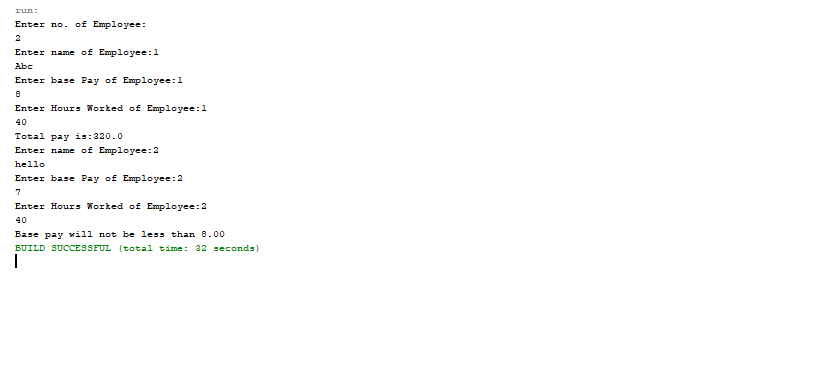 run:
Enter no. of Employee:
2
Enter name of Employee:1
Abc
Enter base Pay of Employee:1
8
Enter Hours Worked of Employee:1
40
Total pay is:320.0
Enter name of Employee:2
hello
Enter base Pay of Employee:2
7
Enter Hours Worked of Employee:2
40
Base pay will not be less than 8.00
BUILD SUCCESSFUL (total time: 32 seconds)